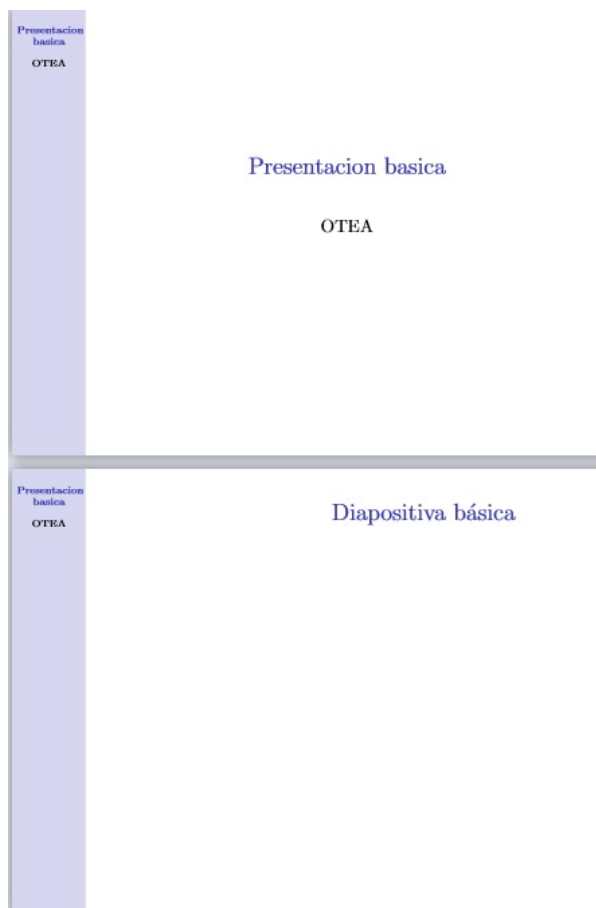 Presentacion
basica
OTEA
Presentacion basica
OTEA
Presentacion
basica
OTEA
Diapositiva básica